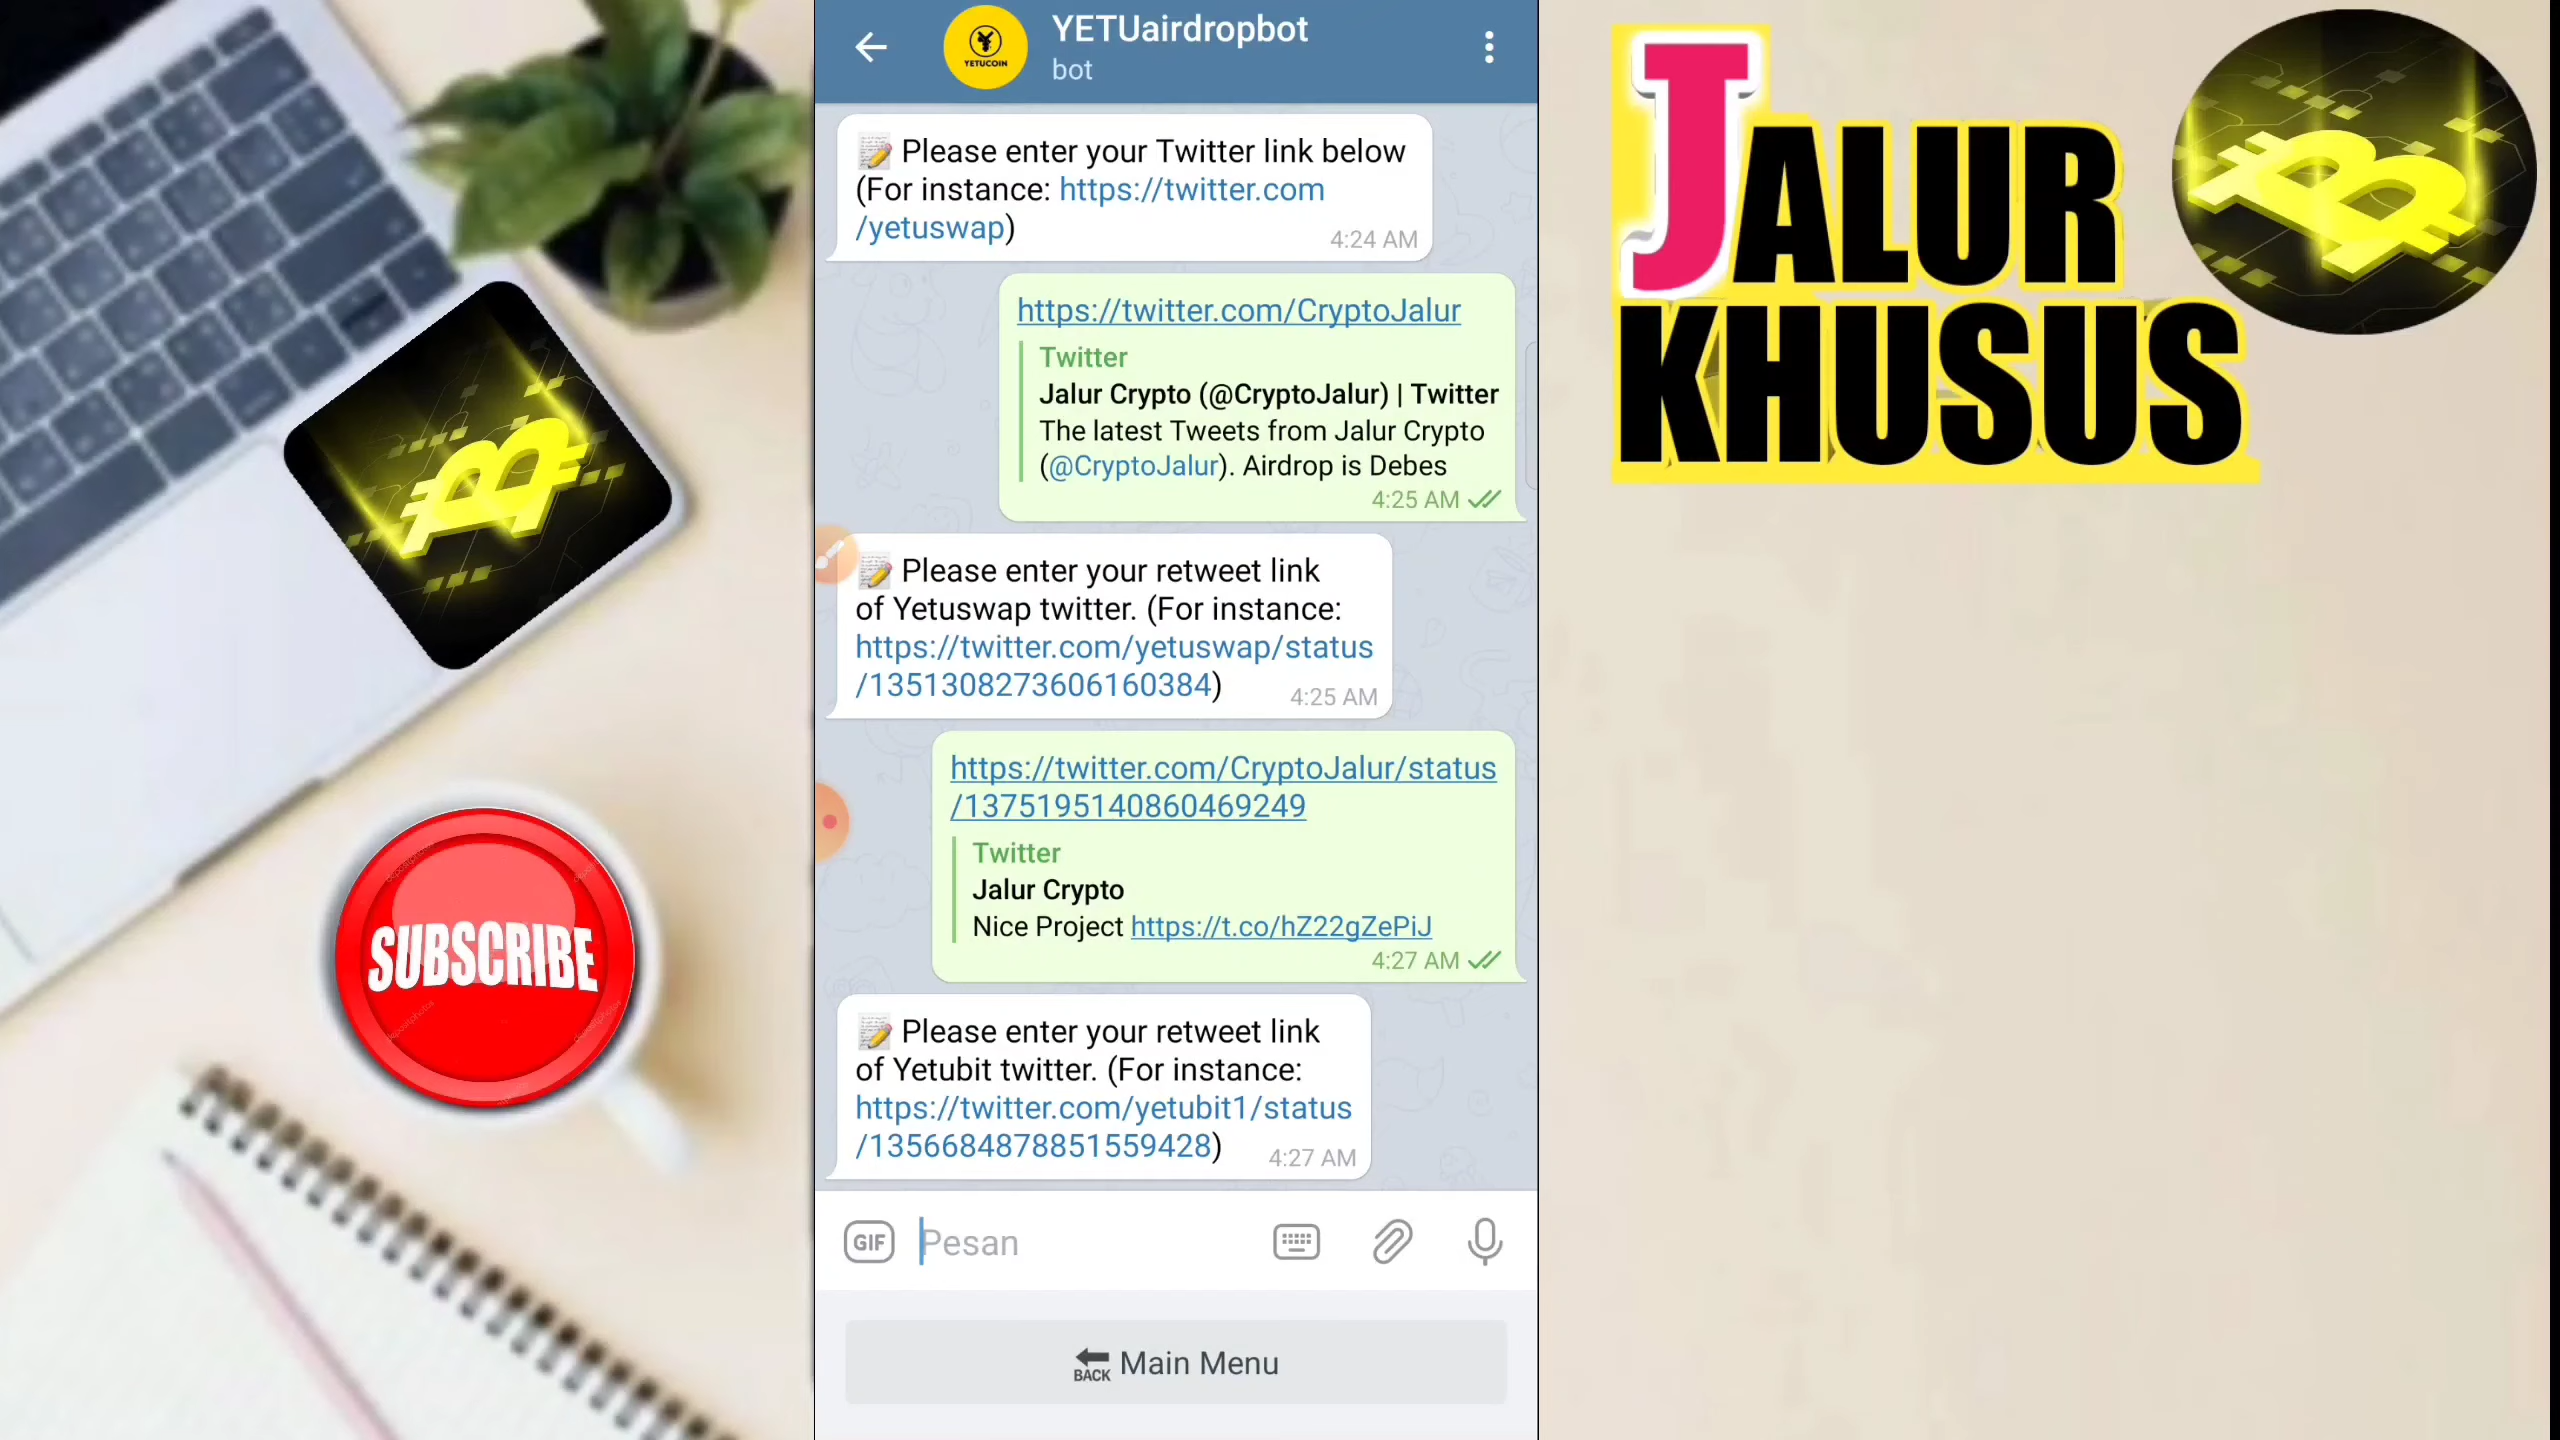 YETUCOIN
YETUairdropbot
bot
Please enter your Twitter link below
(For instance: https://twitter.com
/yetuswap)
4:24 AM
https://twitter.com/CryptoJalur
Twitter
Jalur Crypto (@CryptoJalur) | Twitter
The latest Tweets from Jalur Crypto
(@CryptoJalur). Airdrop is Debes
4:25 AM
Please enter your retweet link
of Yetuswap twitter. (For instance:
https://twitter.com/yetuswap/status
/1351308273606160384)
4:25 AM
https://twitter.com/CryptoJalur/status
/1375195140860469249
Twitter
Jalur Crypto
Nice Project https://t.co/hZ22gZePiJ
4:27 AM
Please enter your retweet link
of Yetubit twitter. (For instance:
https://twitter.com/yetubit1/status
/1356684878851559428)
4:27 AM
GIF
Pesan
BACK Main Menu
SUBSCRIBE
JALUR
KHUSUS